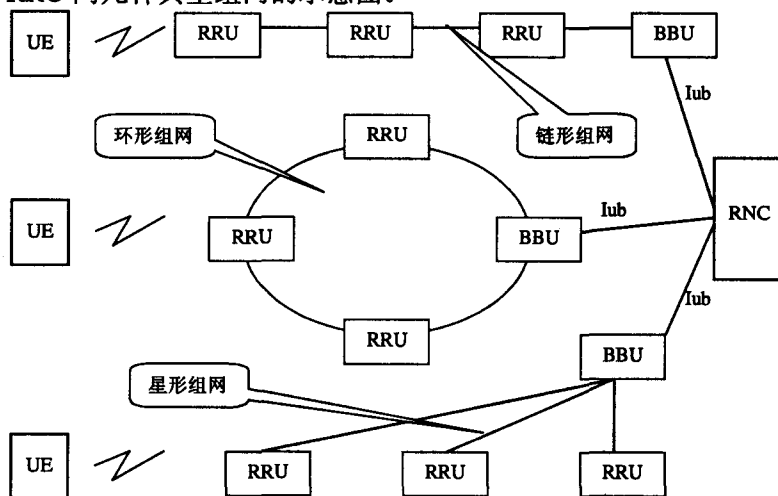 UE RRU RRU RRU BBU
Iub
环形组网 RRU 链形组网
UE RRU BBU Iub RNC
Iub
RRU BBU
星形组网
UE RRU RRU RRU